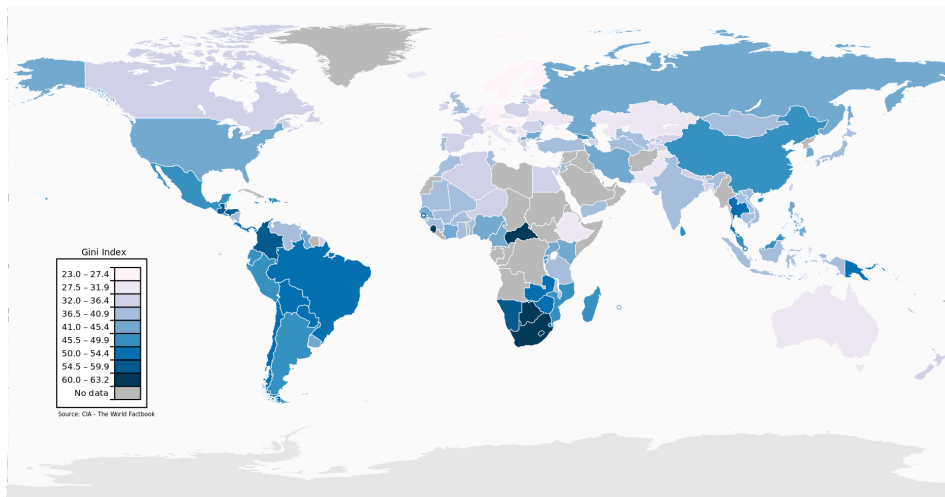 Gini Index
23.0 – 27.4
27.5 – 31.9
32.0 – 36.4
36.5 – 40.9
41.0 – 45.4
45.5 – 49.9
50.0 – 54.4
54.5 – 59.9
60.0 – 63.2
No data
Source: CIA - The World Factbook